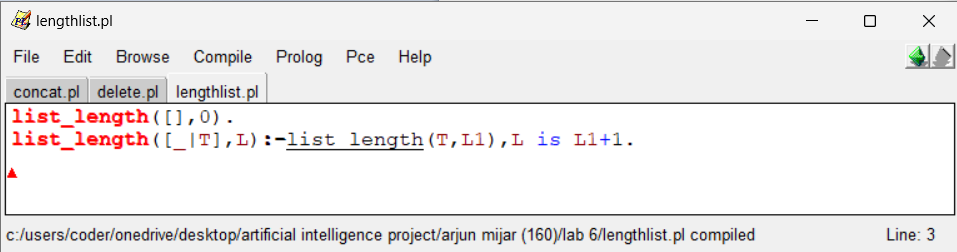 lengthlist.pl
File Edit Browse Compile Prolog Pce Help
concat.pl delete.pl lengthlist.pl
list_length([],0).
list_length([_|T],L):-list_length(T,L1),L is L1+1.
c:/users/coder/onedrive/desktop/artificial intelligence project/arjun mijar (160)/lab 6/lengthlist.pl compiled Line: 3